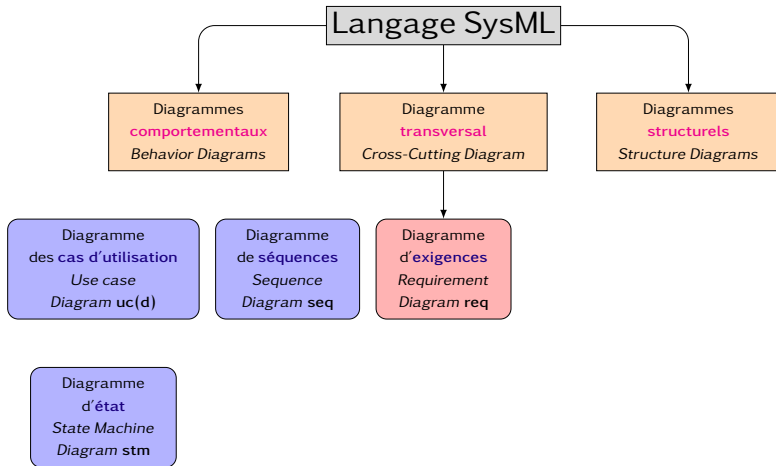 Langage SysML
Diagrammes
comportementaux
Behavior Diagrams
Diagramme
transversal
Cross-Cutting Diagram
Diagrammes
structurels
Structure Diagrams
Diagramme
des cas d'utilisation
Use case
Diagram uc(d)
Diagramme
de séquences
Sequence
Diagram seq
Diagramme
d'exigences
Requirement
Diagram req
Diagramme
d'état
State Machine
Diagram stm